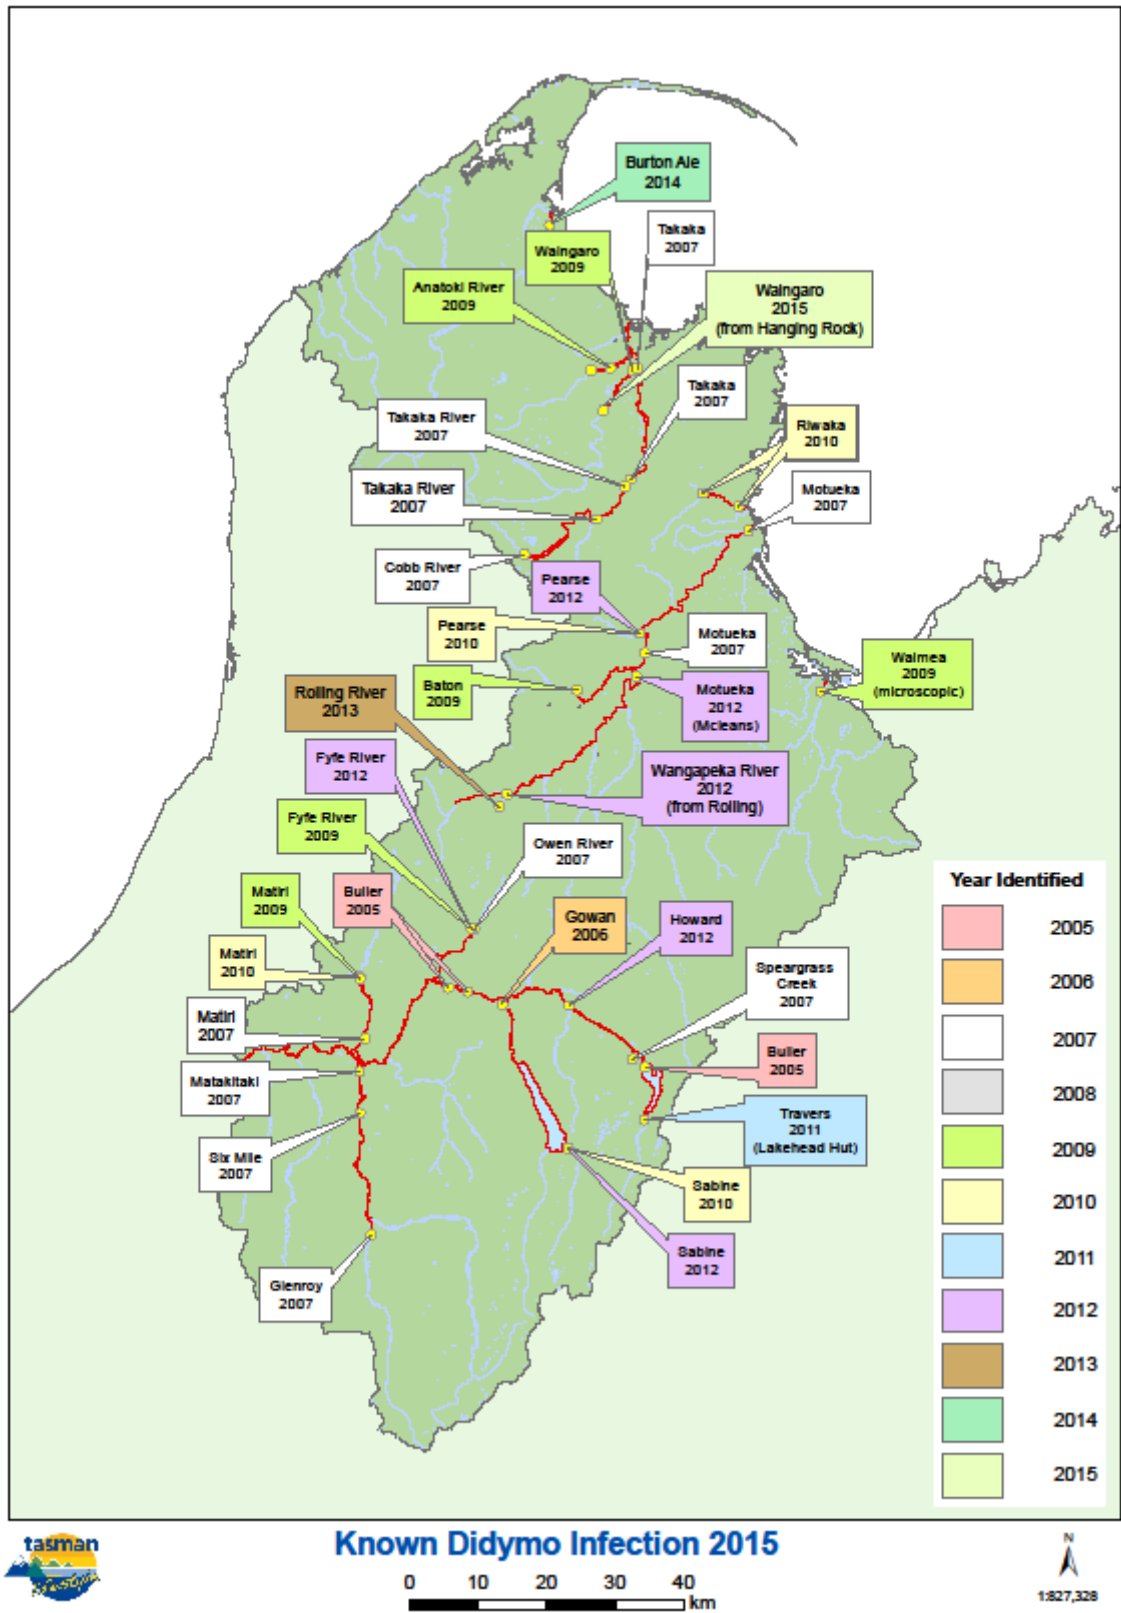 Burton Ale
2014
Takaka
2007
Waingaro
2009
Anatoki River
2009
Waingaro
2015
(from Hanging Rock)
Takaka
2007
Takaka River
2007
Riwaka
2010
Takaka River
2007
Motueka
2007
Cobb River
2007
Pearse
2012
Pearse
2010
Motueka
2007
Waimea
2009
(microscopic)
Baton
2009
Motueka
2012
(Mcleans)
Rolling River
2013
Fyfe River
2012
Wangapeka River
2012
(from Rolling)
Fyfe River
2009
Owen River
2007
Matiri
2009
Buller
2005
Gowan
2006
Howard
2012
Matiri
2010
Speargrass
Creek
2007
Matiri
2007
Buller
2005
Matakitaki
2007
Travers
2011
(Lakehead Hut)
Six Mile
2007
Sabine
2010
Sabine
2012
Glenroy
2007
Year Identified
2005
2006
2007
2008
2009
2010
2011
2012
2013
2014
2015
tasman
Known Didymo Infection 2015
0 10 20 30 40
km
N
1:827,328